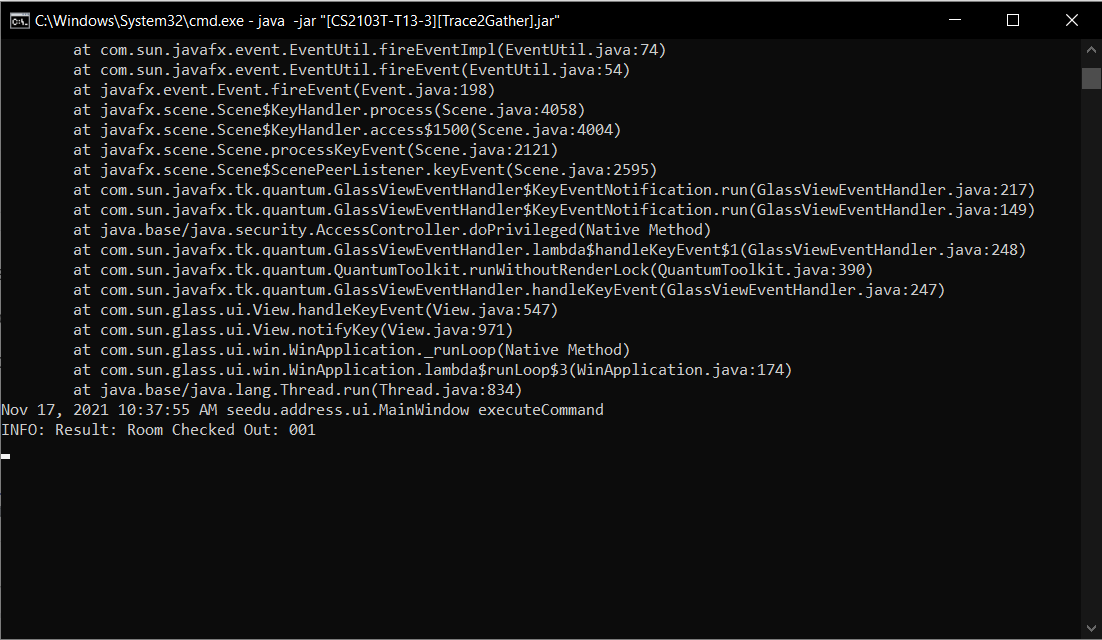 C:\Windows\System32\cmd.exe - java  -jar "[CS2103T-T13-3][Trace2Gather].jar"
        at com.sun.javafx.event.EventUtil.fireEventImpl(EventUtil.java:74)
        at com.sun.javafx.event.EventUtil.fireEvent(EventUtil.java:54)
        at javafx.event.Event.fireEvent(Event.java:198)
        at javafx.scene.Scene$KeyHandler.process(Scene.java:4058)
        at javafx.scene.Scene$KeyHandler.access$1500(Scene.java:4004)
        at javafx.scene.Scene.processKeyEvent(Scene.java:2121)
        at javafx.scene.Scene$ScenePeerListener.keyEvent(Scene.java:2595)
        at com.sun.javafx.tk.quantum.GlassViewEventHandler$KeyEventNotification.run(GlassViewEventHandler.java:217)
        at com.sun.javafx.tk.quantum.GlassViewEventHandler$KeyEventNotification.run(GlassViewEventHandler.java:149)
        at java.base/java.security.AccessController.doPrivileged(Native Method)
        at com.sun.javafx.tk.quantum.GlassViewEventHandler.lambda$handleKeyEvent$1(GlassViewEventHandler.java:248)
        at com.sun.javafx.tk.quantum.QuantumToolkit.runWithoutRenderLock(QuantumToolkit.java:390)
        at com.sun.javafx.tk.quantum.GlassViewEventHandler.handleKeyEvent(GlassViewEventHandler.java:247)
        at com.sun.glass.ui.View.handleKeyEvent(View.java:547)
        at com.sun.glass.ui.View.notifyKey(View.java:971)
        at com.sun.glass.ui.win.WinApplication._runLoop(Native Method)
        at com.sun.glass.ui.win.WinApplication.lambda$runLoop$3(WinApplication.java:174)
        at java.base/java.lang.Thread.run(Thread.java:834)
Nov 17, 2021 10:37:55 AM seedu.address.ui.MainWindow executeCommand
INFO: Result: Room Checked Out: 001